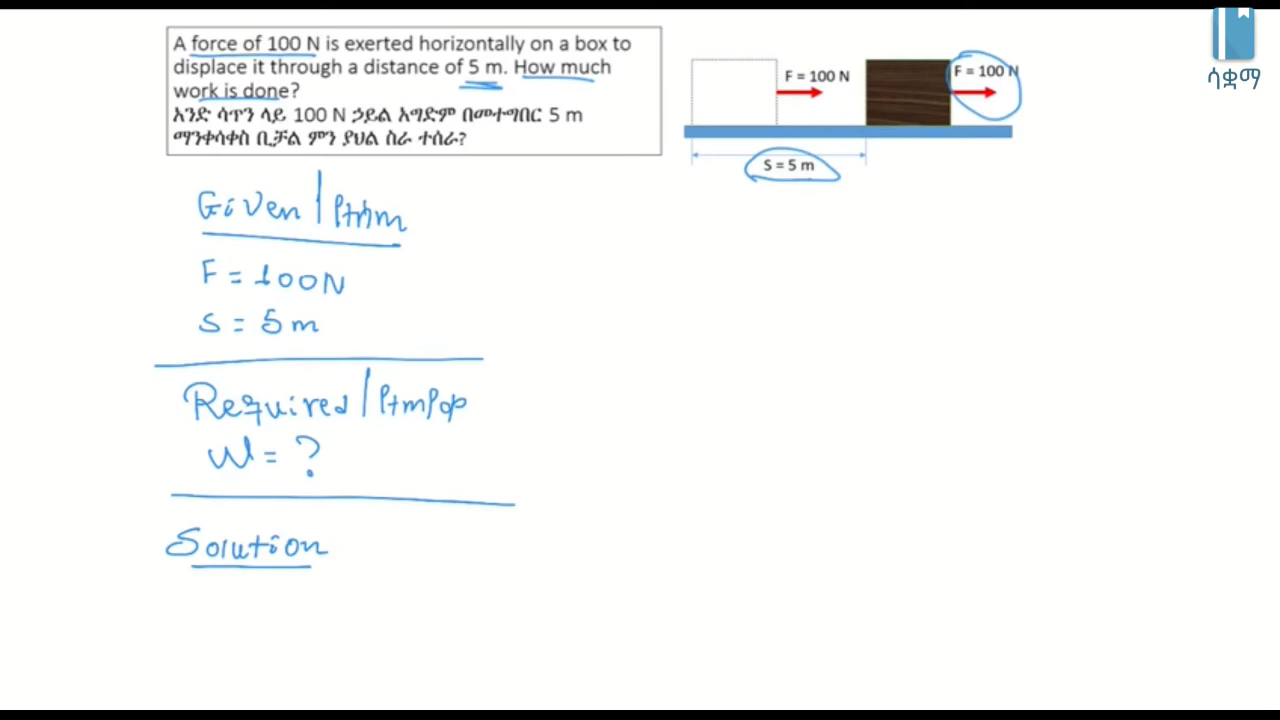 A force of 100 N is exerted horizontally on a box to
displace it through a distance of 5 m. How much
work is done?
አንድ ሳጥን ላይ 100 N ኃይል አግድም በመተግበር 5 m
ማንቀሳቀስ ቢቻል ምን ያህል ስራ ተሰራ?
F = 100 N
F = 100 N
S = 5 m
ሳቋማ
Given | የተሰጠ
F = 100N
S = 5m
Required | የተጠየቀው
W = ?
Solution